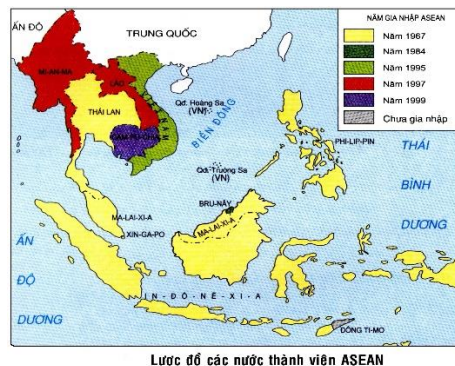 ẤN ĐỘ
TRUNG QUỐC
NĂM GIA NHẬP ASEAN
Năm 1967
Năm 1984
Năm 1995
Năm 1997
Năm 1999
Chưa gia nhập
MI-AN-MA
LÀO
THÁI LAN
VIỆT NAM
CAM-PU-CHIA
Qđ. Hoàng Sa
(VN)
BIỂN ĐÔNG
Qđ. Trường Sa
(VN)
PHI-LIP-PIN
THÁI
BÌNH
DƯƠNG
BRU-NÂY
MA-LAI-XI-A
MA-LAI-XI-A
XIN-GA-PO
ẤN
ĐỘ
DƯƠNG
IN-ĐÔ-NÊ-XI-A
ĐÔNG TI-MO
Lược đồ các nước thành viên ASEAN